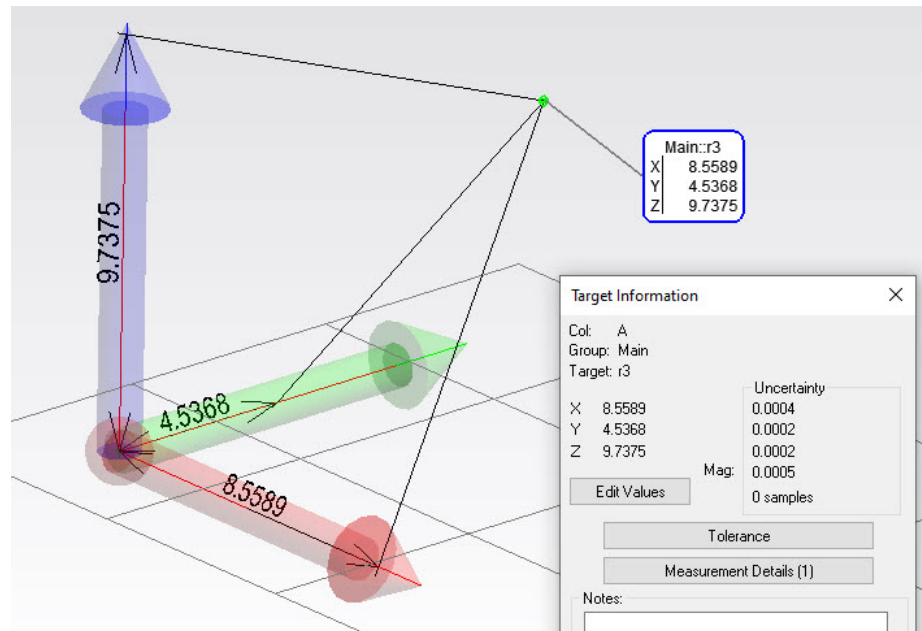 9.7375
4.5368
8.5589
Main::r3
X 8.5589
Y 4.5368
Z 9.7375
Target Information
Col: A
Group: Main
Target: r3
Uncertainty
X 8.5589 0.0004
Y 4.5368 0.0002
Z 9.7375 0.0002
Mag: 0.0005
Edit Values
0 samples
Tolerance
Measurement Details (1)
Notes: